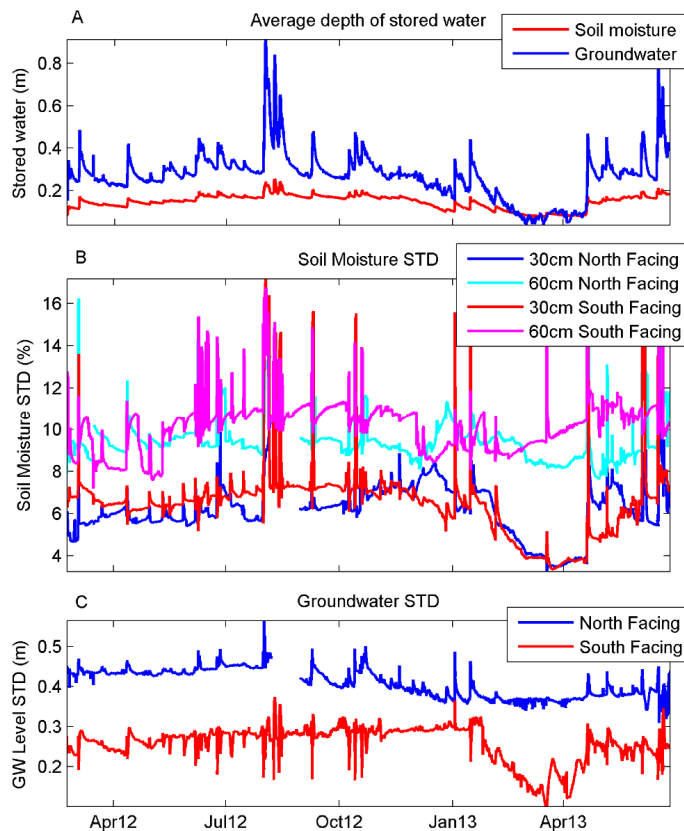 A
Average depth of stored water
Soil moisture
Groundwater
Stored water (m)
0.8
0.6
0.4
0.2
B
Soil Moisture STD
30cm North Facing
60cm North Facing
30cm South Facing
60cm South Facing
Soil Moisture STD (%)
16
14
12
10
8
6
4
C
Groundwater STD
North Facing
South Facing
GW Level STD (m)
0.5
0.4
0.3
0.2
Apr12 Jul12 Oct12 Jan13 Apr13